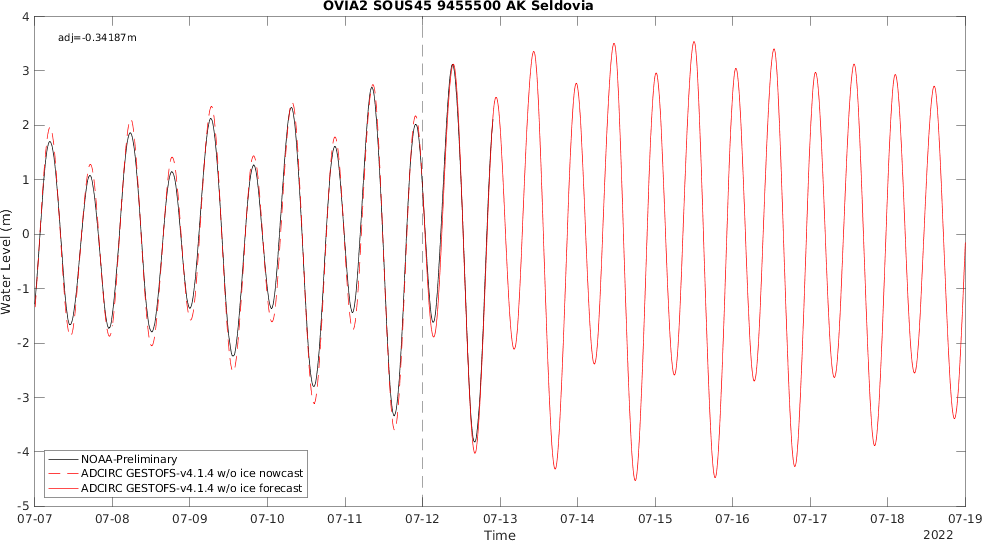 OVIA2 SOUS45 9455500 AK Seldovia
adj=-0.34187m
4
3
2
1
0
-1
-2
-3
-4
-5
Water Level (m)
NOAA-Preliminary
ADCIRC GESTOFS-v4.1.4 w/o ice nowcast
ADCIRC GESTOFS-v4.1.4 w/o ice forecast
07-07 07-08 07-09 07-10 07-11 07-12 07-13 07-14 07-15 07-16 07-17 07-18 07-19
Time
2022